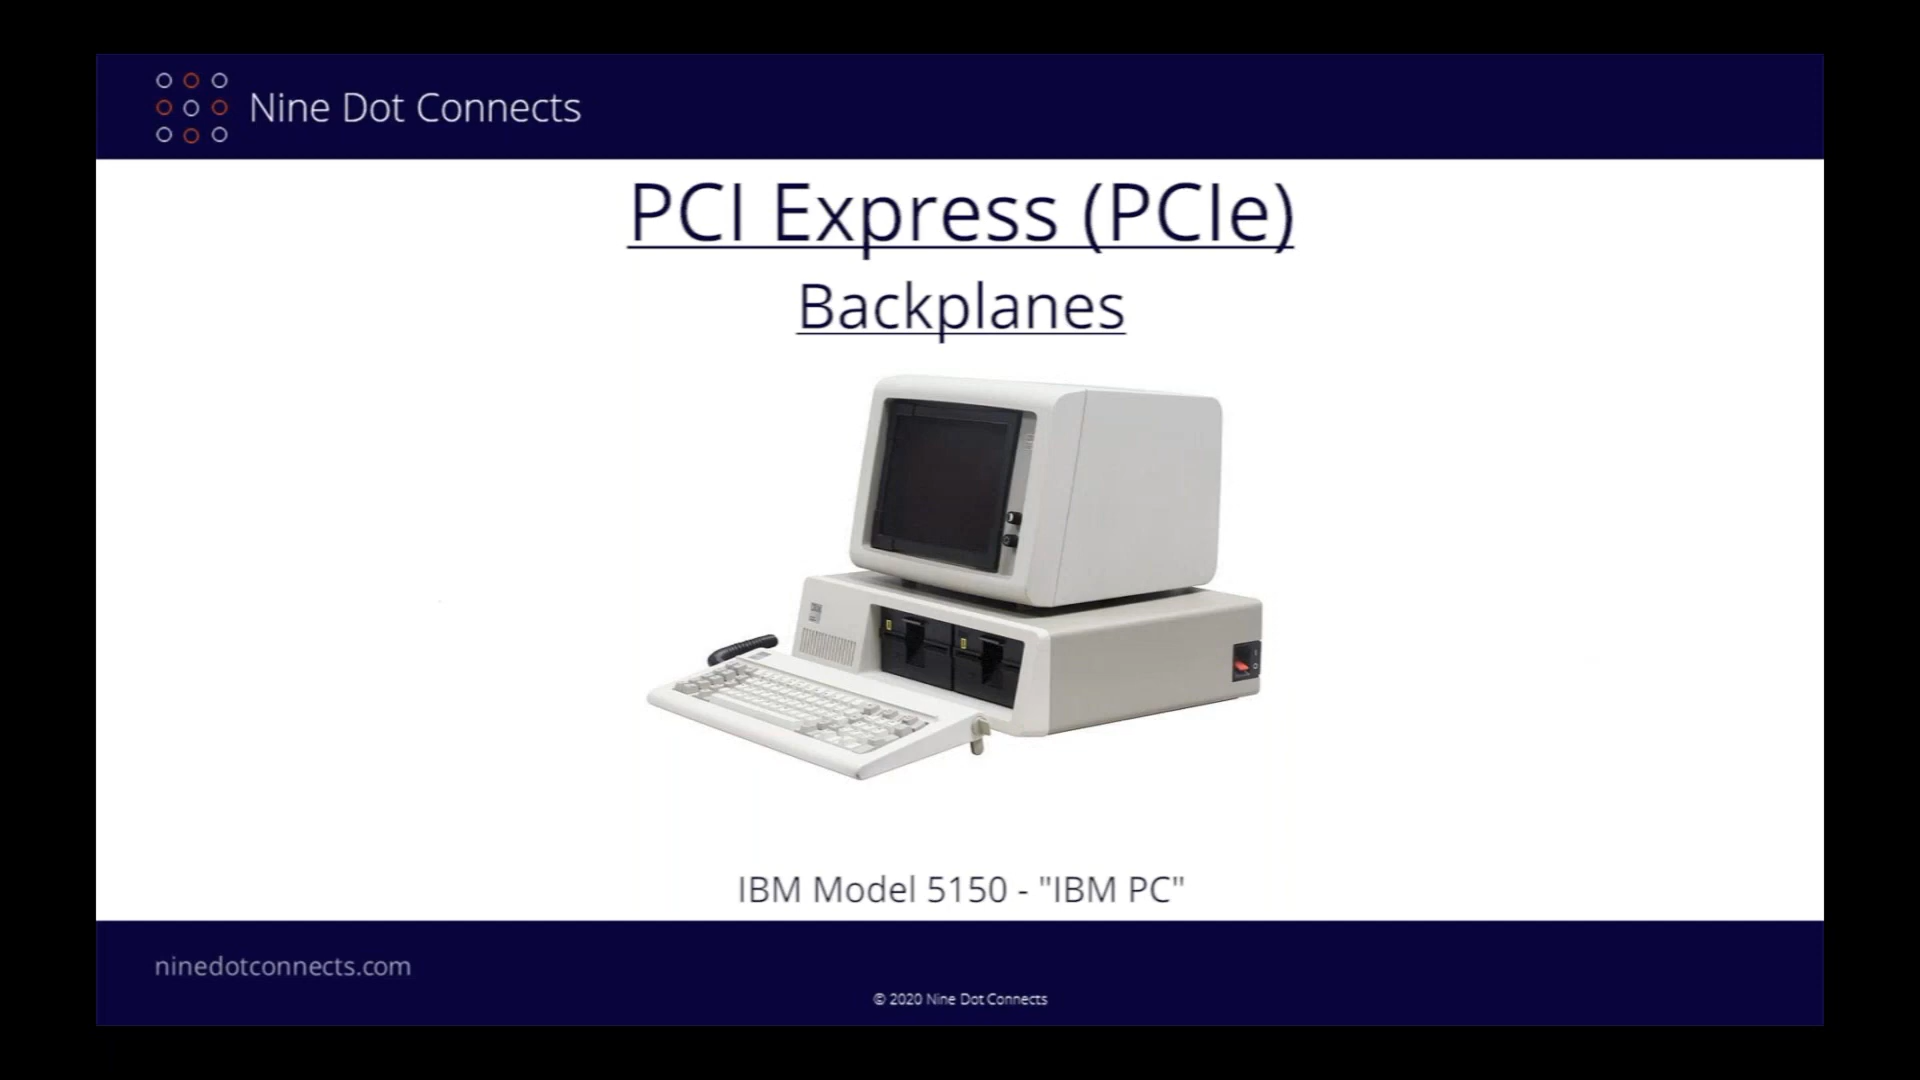 Nine Dot Connects
PCI Express (PCIe)
Backplanes
IBM Model 5150 - "IBM PC"
ninedotconnects.com
© 2020 Nine Dot Connects